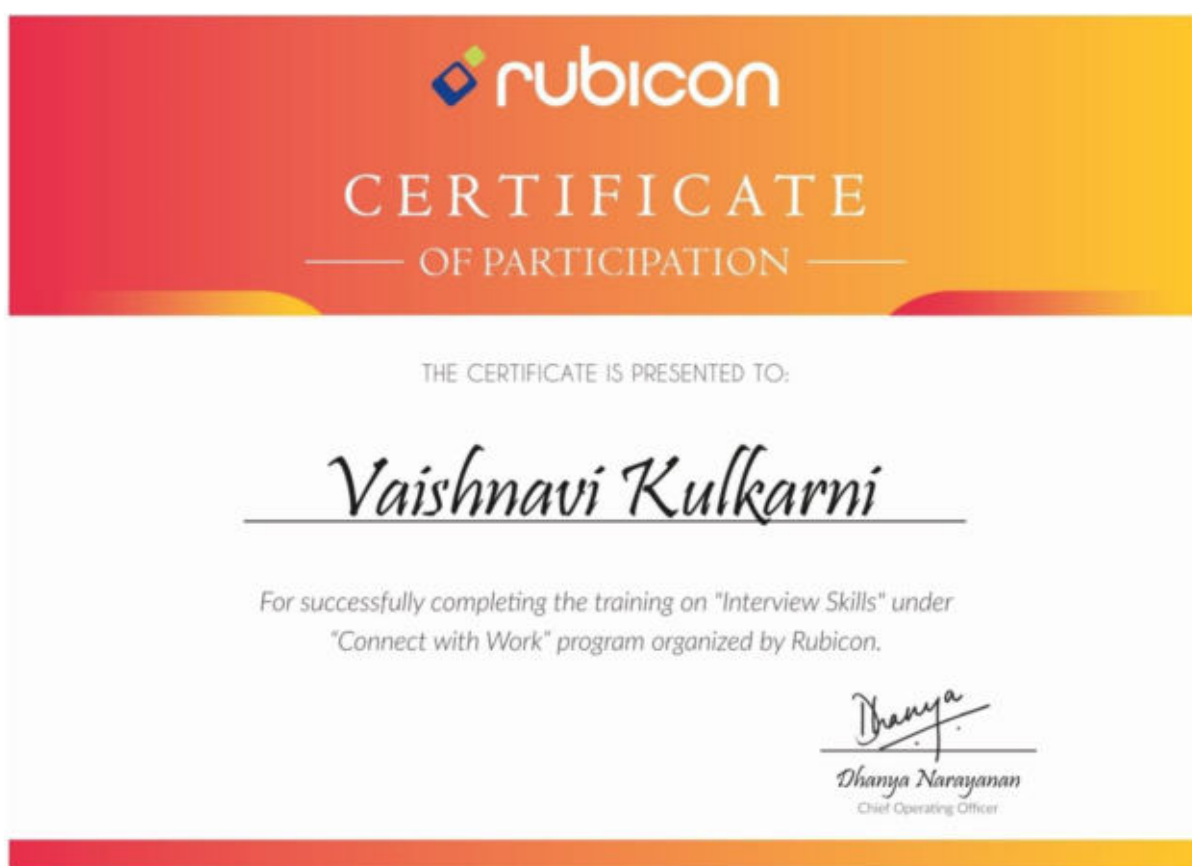 rubicon
CERTIFICATE
OF PARTICIPATION
THE CERTIFICATE IS PRESENTED TO:
Vaishnavi Kulkarni
For successfully completing the training on "Interview Skills" under
"Connect with Work" program organized by Rubicon.
Dhanya
Dhanya Narayanan
Chief Operating Officer